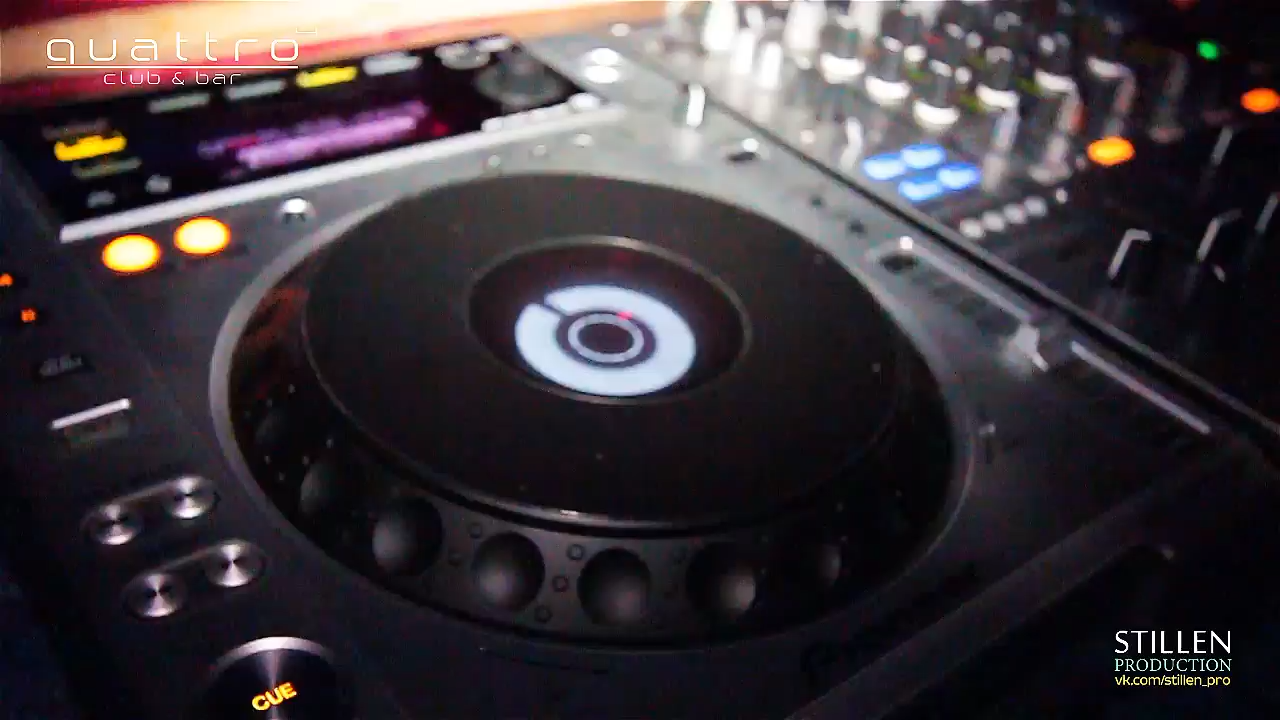 quattro
club & bar
CUE
STILLEN
PRODUCTION
vk.com/stillen_pro